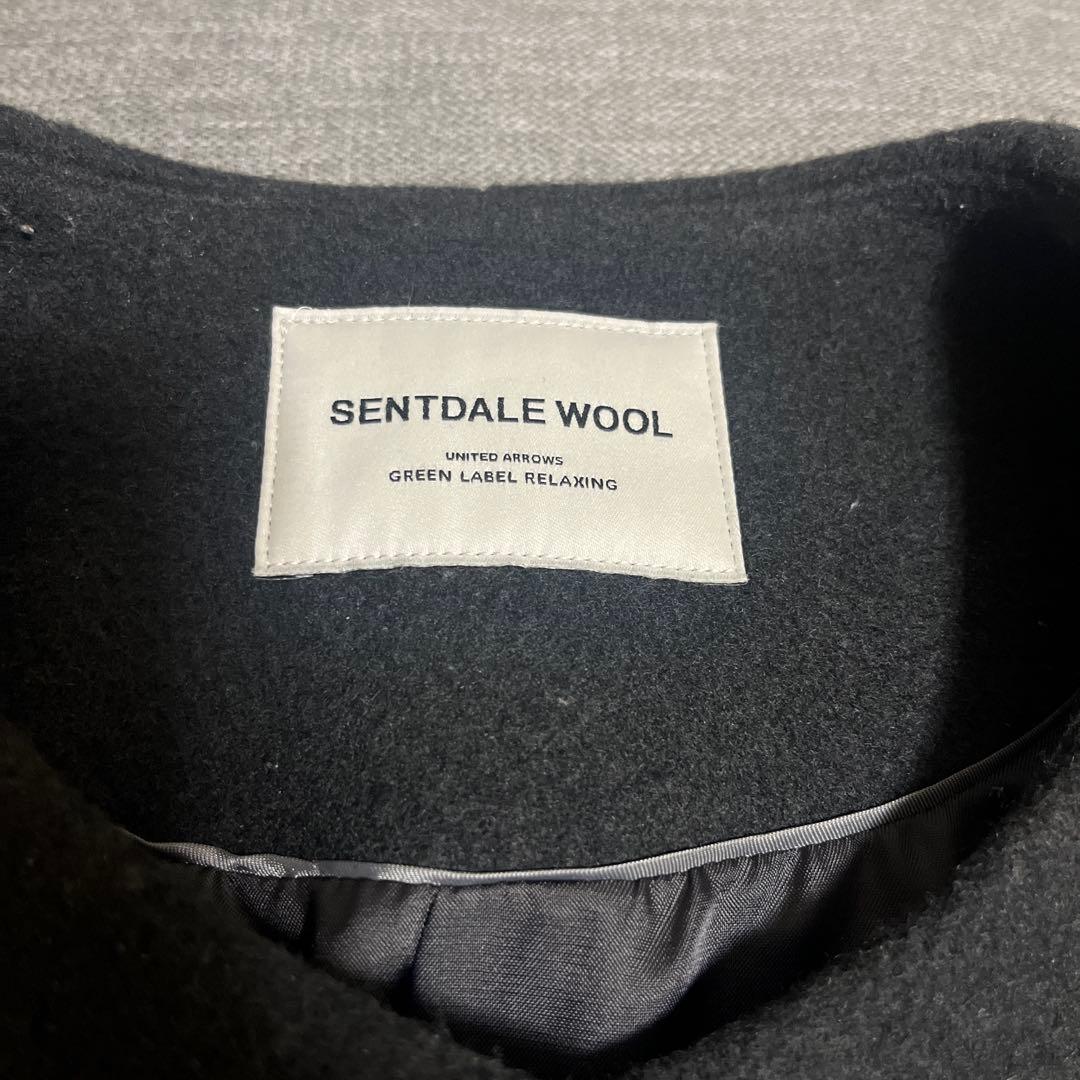 SENTDALE WOOL
UNITED ARROWS
GREEN LABEL RELAXING